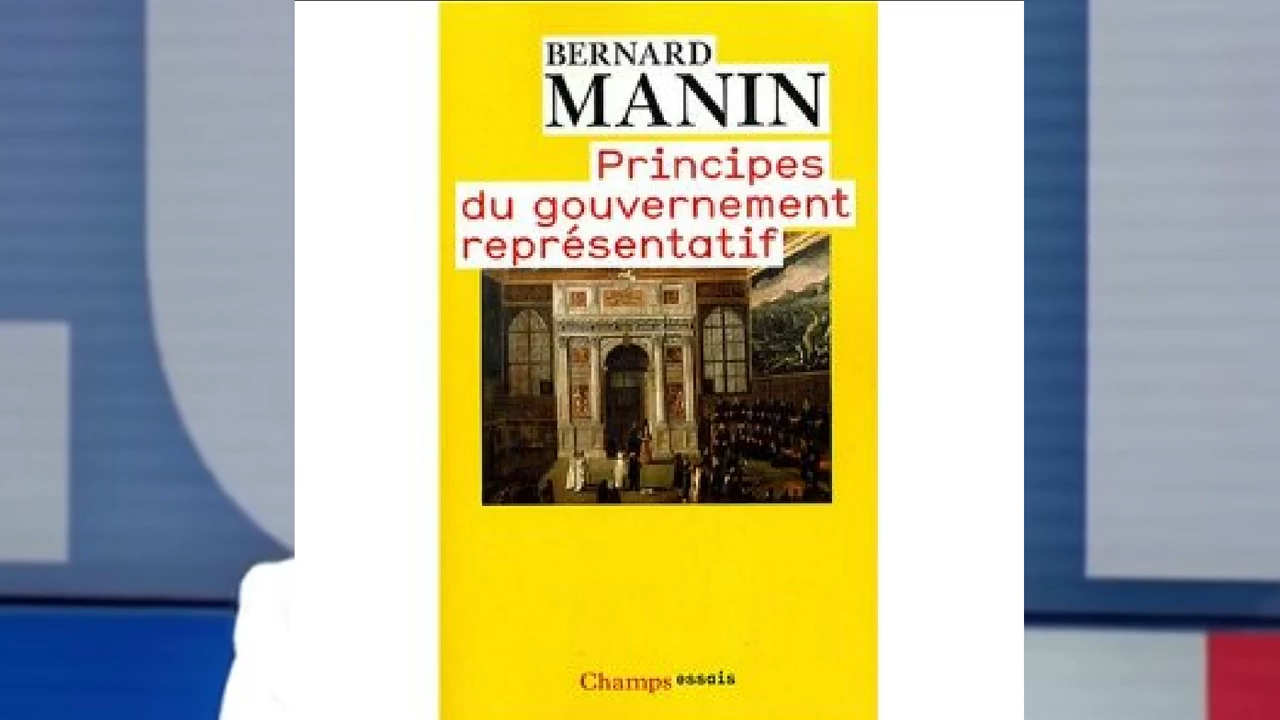 BERNARD
MANIN
Principes
du gouvernement
représentatif
Champs essais